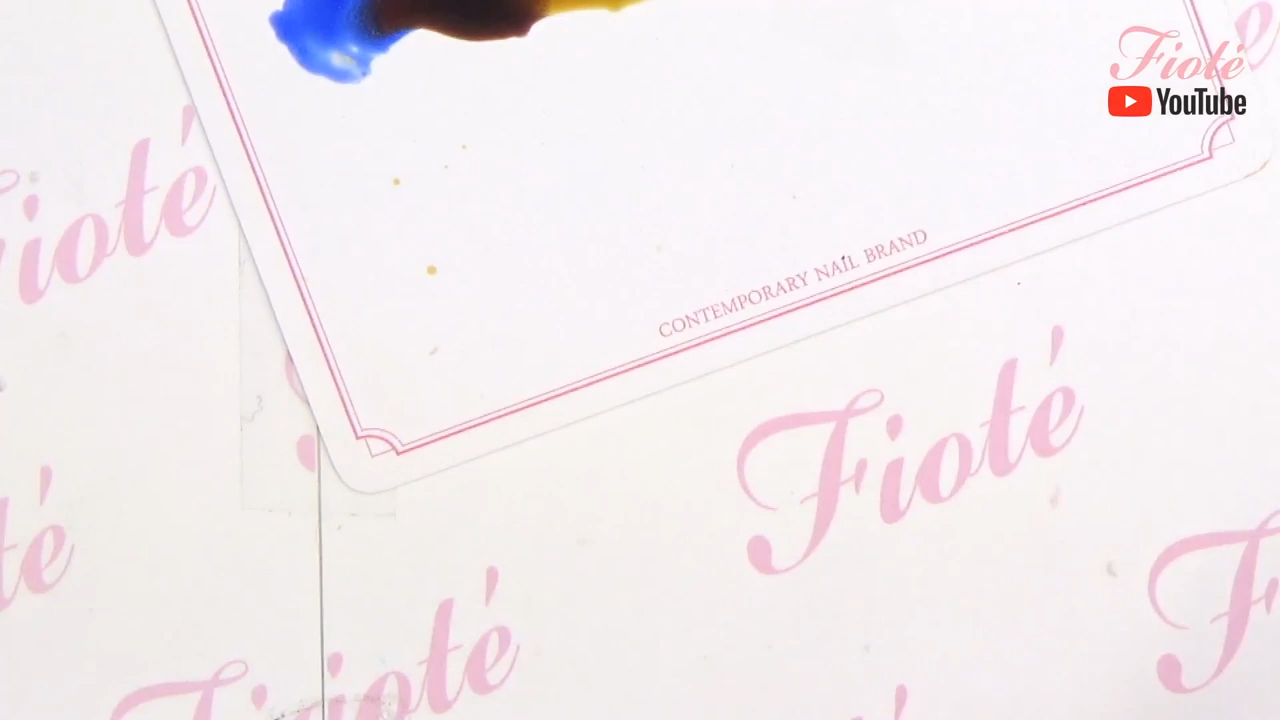 Fioté
YouTube
Fioté
CONTEMPORARY NAIL BRAND
Fioté
Fioté